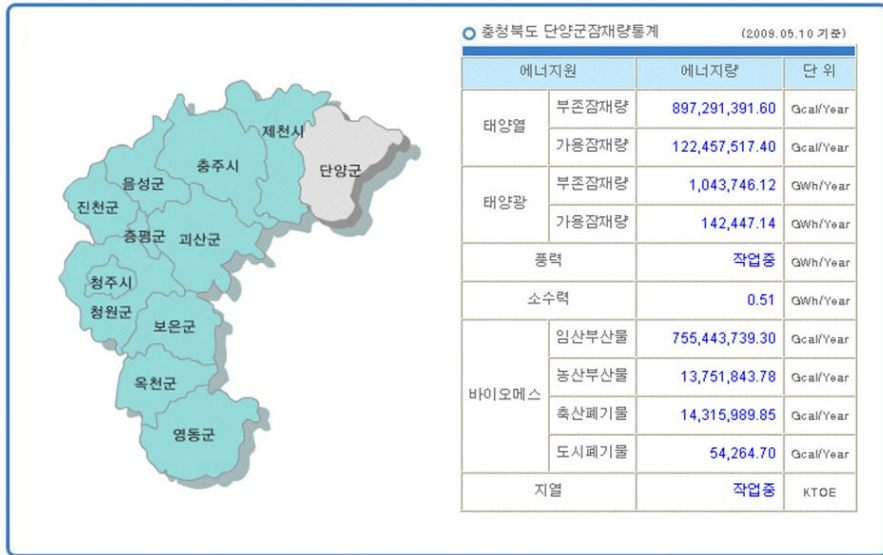 충청북도 단양군잠재량통계 (2009.05.10 기준)
에너지원 에너지량 단 위
태양열 부존잠재량 897,291,391.60 Gcal/Year
가용잠재량 122,457,517.40 Gcal/Year
태양광 부존잠재량 1,043,746.12 GWh/Year
가용잠재량 142,447.14 GWh/Year
풍력 작업중 GWh/Year
소수력 0.51 GWh/Year
바이오메스 임산부산물 755,443,739.30 Gcal/Year
농산부산물 13,751,843.78 Gcal/Year
축산폐기물 14,315,989.85 Gcal/Year
도시폐기물 54,264.70 Gcal/Year
지열 작업중 KTOE
제천시
충주시
단양군
음성군
진천군
증평군
괴산군
청주시
청원군
보은군
옥천군
영동군